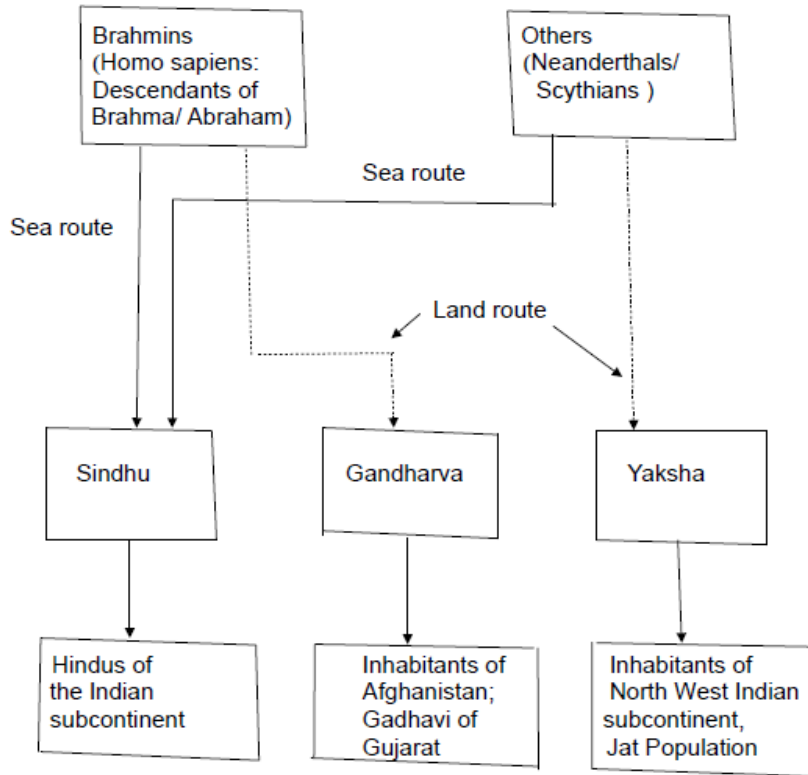 Brahmins
(Homo sapiens:
Descendants of
Brahma/ Abraham)
Others
(Neanderthals/
Scythians )
Sea route
Sea route
Land route
Sindhu
Gandharva
Yaksha
Hindus of
the Indian
subcontinent
Inhabitants of
Afghanistan;
Gadhavi of
Gujarat
Inhabitants of
North West Indian
subcontinent,
Jat Population